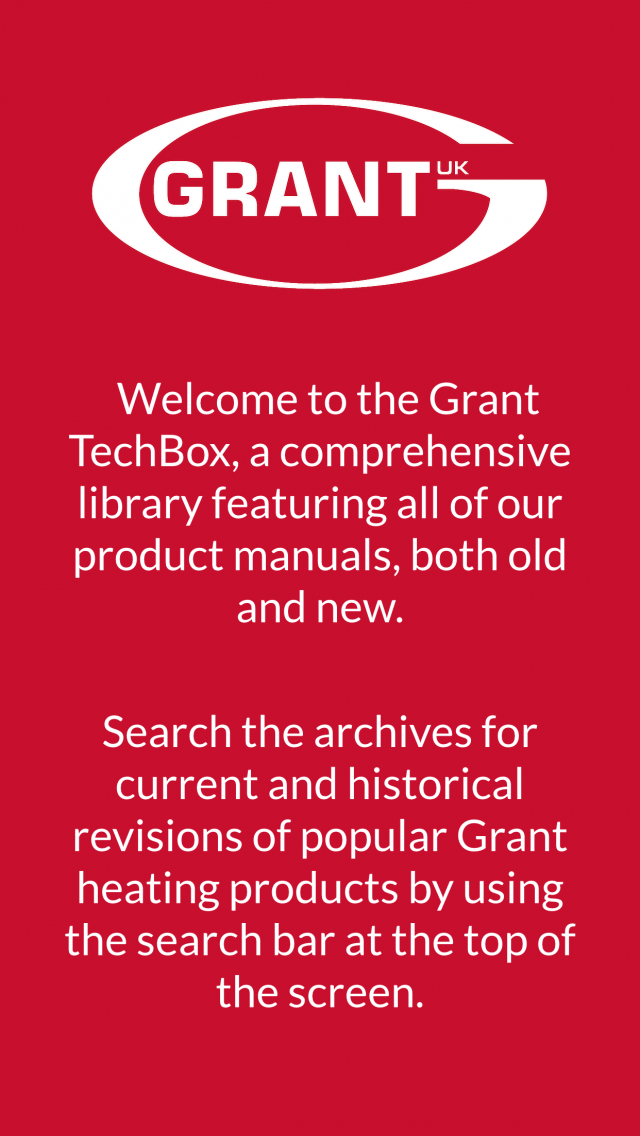 GRANT UK
Welcome to the Grant
TechBox, a comprehensive
library featuring all of our
product manuals, both old
and new.
Search the archives for
current and historical
revisions of popular Grant
heating products by using
the search bar at the top of
the screen.